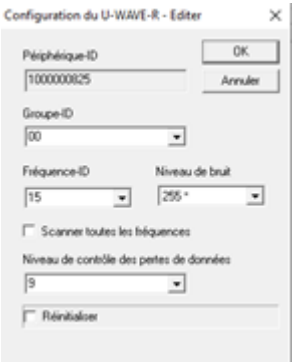 Configuration du U-WAVE-R - Editer
Périphérique-ID
OK
1000000825
Annuler
Groupe-ID
00
Fréquence-ID
Niveau de bruit
15
255 *
Scanner toutes les fréquences
Niveau de contrôle des pertes de données
9
Réinitialiser